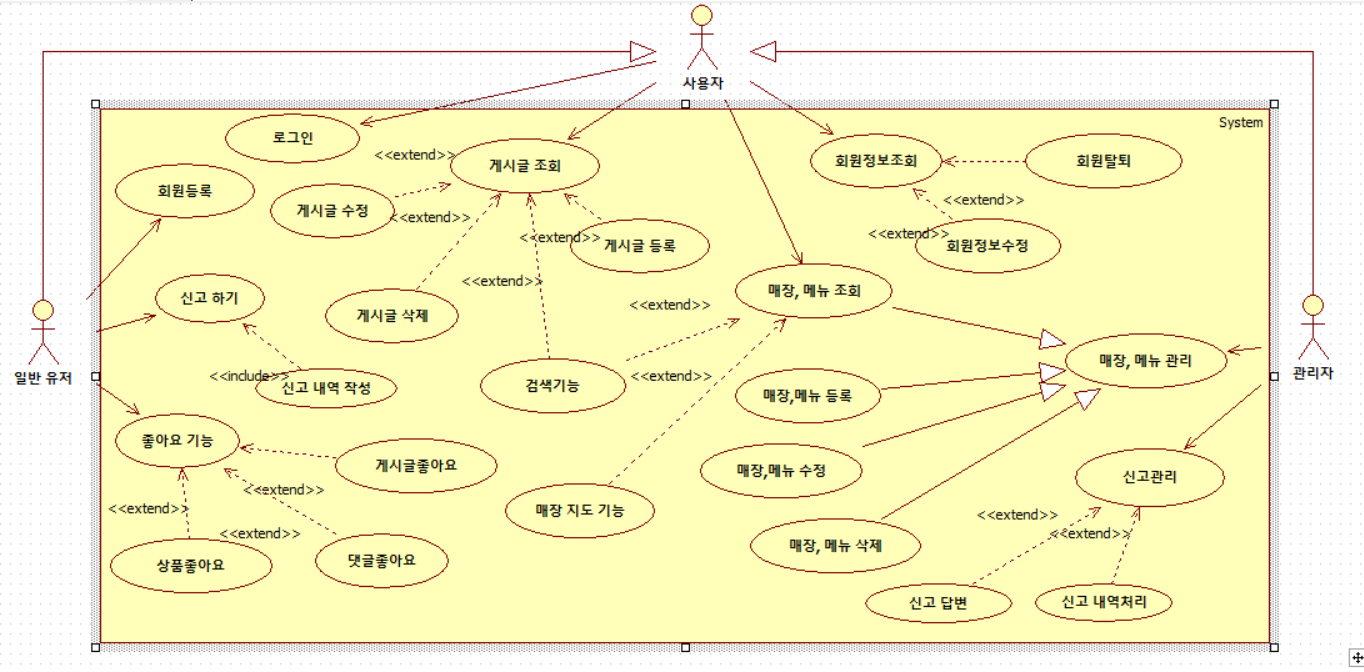 사용자
System
로그인
<<extend>>
게시글 조회
회원정보조회
회원탈퇴
회원등록
게시글 수정
<<extend>>
<<extend>>
<<extend>>
게시글 등록
<<extend>>
회원정보수정
<<extend>>
신고 하기
게시글 삭제
<<extend>>
매장, 메뉴 조회
일반 유저
<<include>>
신고 내역 작성
검색기능
<<extend>>
매장,메뉴 등록
매장, 메뉴 관리
관리자
좋아요 기능
게시글좋아요
매장,메뉴 수정
신고관리
<<extend>>
<<extend>>
<<extend>>
매장 지도 기능
<<extend>>
<<extend>>
상품좋아요
댓글좋아요
매장, 메뉴 삭제
신고 답변
신고 내역처리